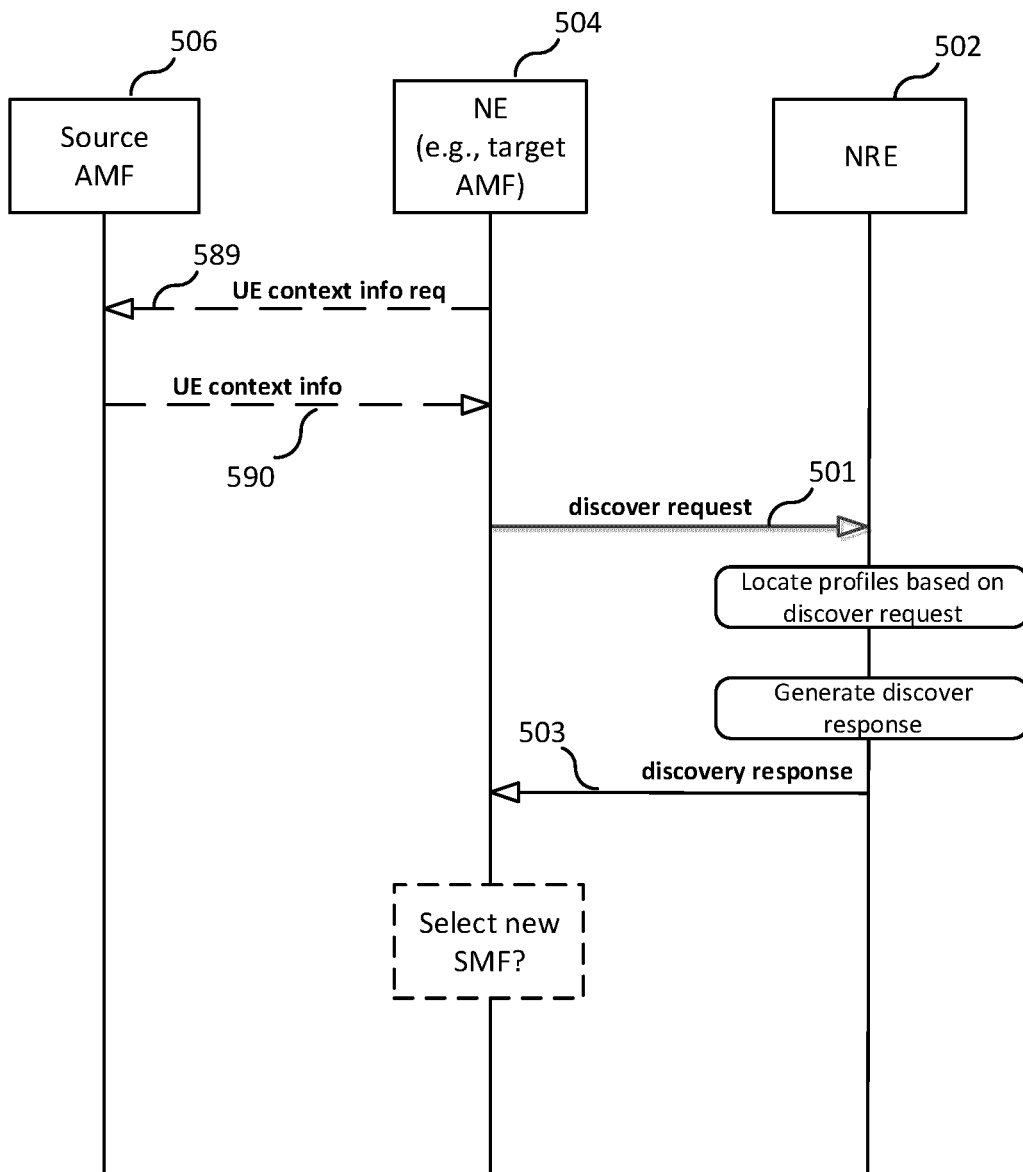 506
504
502
Source
AMF
NE
(e.g., target
AMF)
NRE
589
UE context info req
UE context info
590
501
discover request
Locate profiles based on
discover request
Generate discover
response
503
discovery response
Select new
SMF?